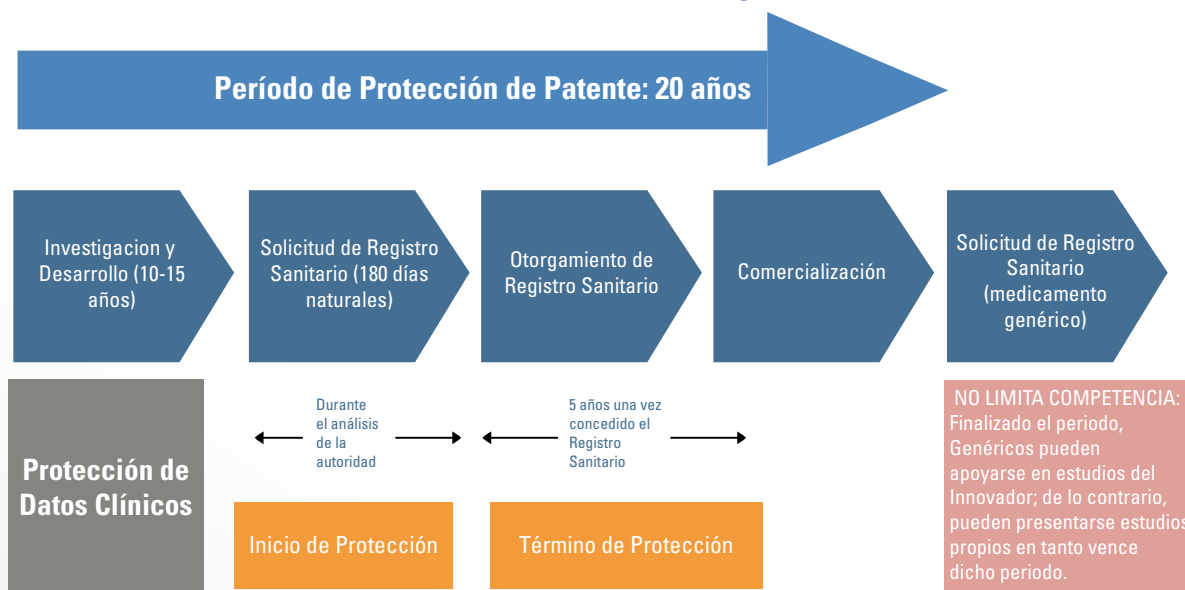 Período de Protección de Patente: 20 años
Investigacion y
Desarrollo (10-15
años)
Solicitud de Registro
Sanitario (180 días
naturales)
Otorgamiento de
Registro Sanitario
Comercialización
Solicitud de Registro
Sanitario
(medicamento
genérico)
Protección de
Datos Clínicos
Durante
el análisis
de la
autoridad
5 años una vez
concedido el
Registro
Sanitario
Inicio de Protección
Término de Protección
NO LIMITA COMPETENCIA:
Finalizado el periodo,
Genéricos pueden
apoyarse en estudios del
Innovador; de lo contrario,
pueden presentarse estudios
propios en tanto vence
dicho periodo.